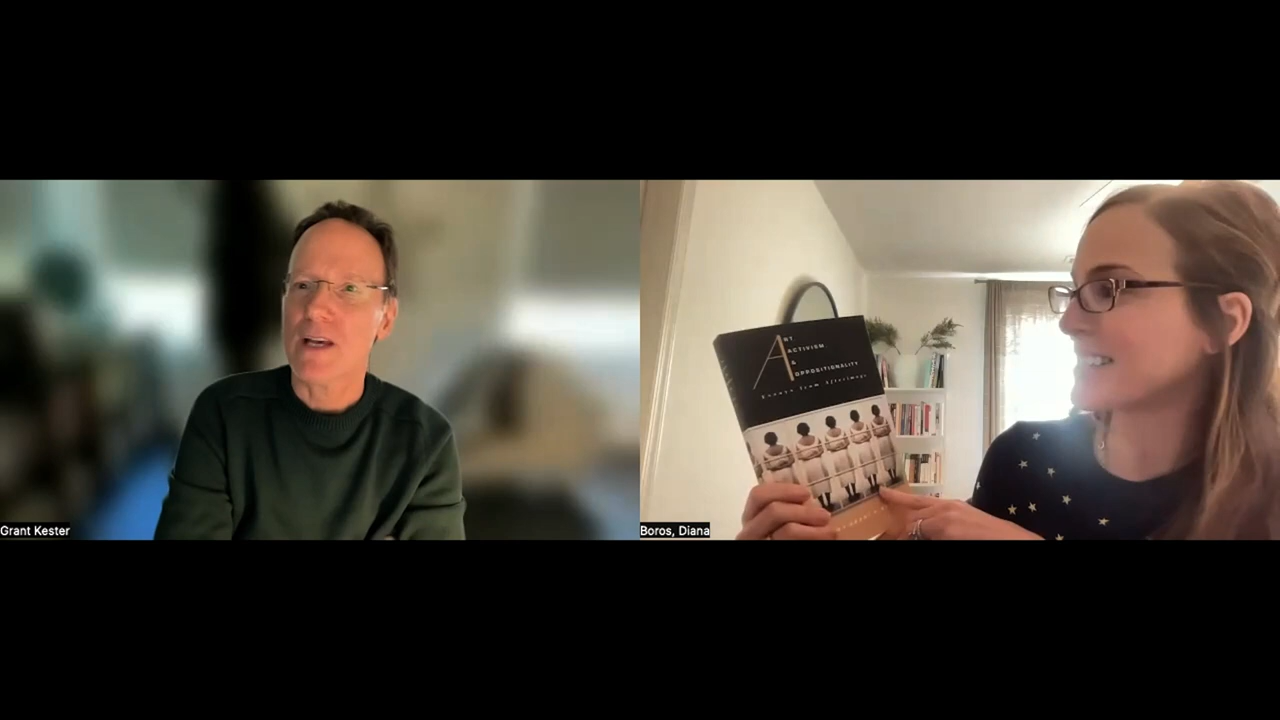 Art,
Activism
&
Oppositionality
Essays from Afterimage
Grant Kester
Boros, Diana